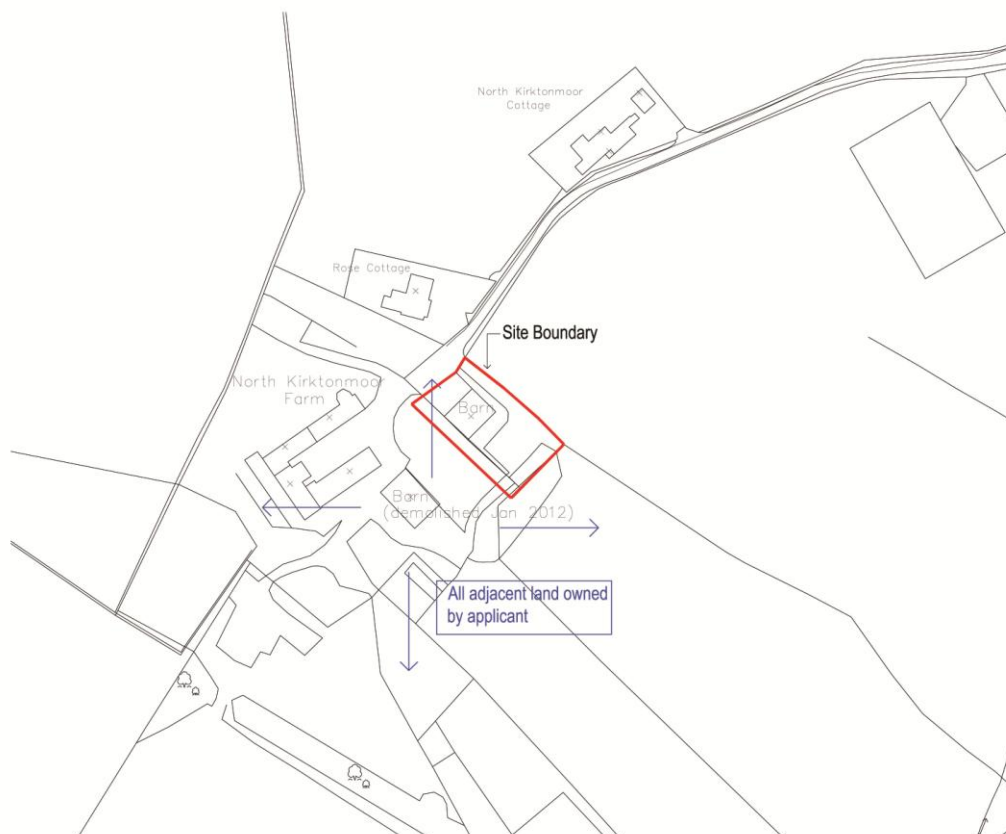 North Kirktonmoor
Cottage
Rose Cottage
Site Boundary
North Kirktonmoor
Farm
Barn
Barn
(demolished Jan 2012)
All adjacent land owned
by applicant